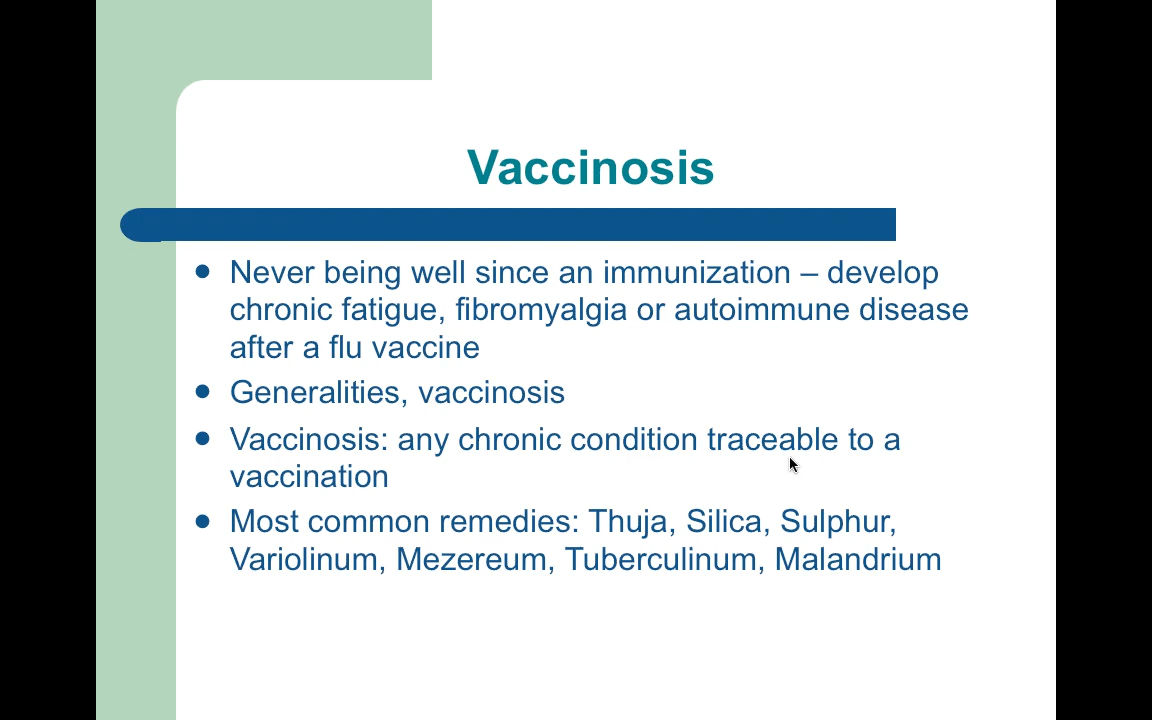 Vaccinosis
Never being well since an immunization – develop
chronic fatigue, fibromyalgia or autoimmune disease
after a flu vaccine
Generalities, vaccinosis
Vaccinosis: any chronic condition traceable to a
vaccination
Most common remedies: Thuja, Silica, Sulphur,
Variolinum, Mezereum, Tuberculinum, Malandrium